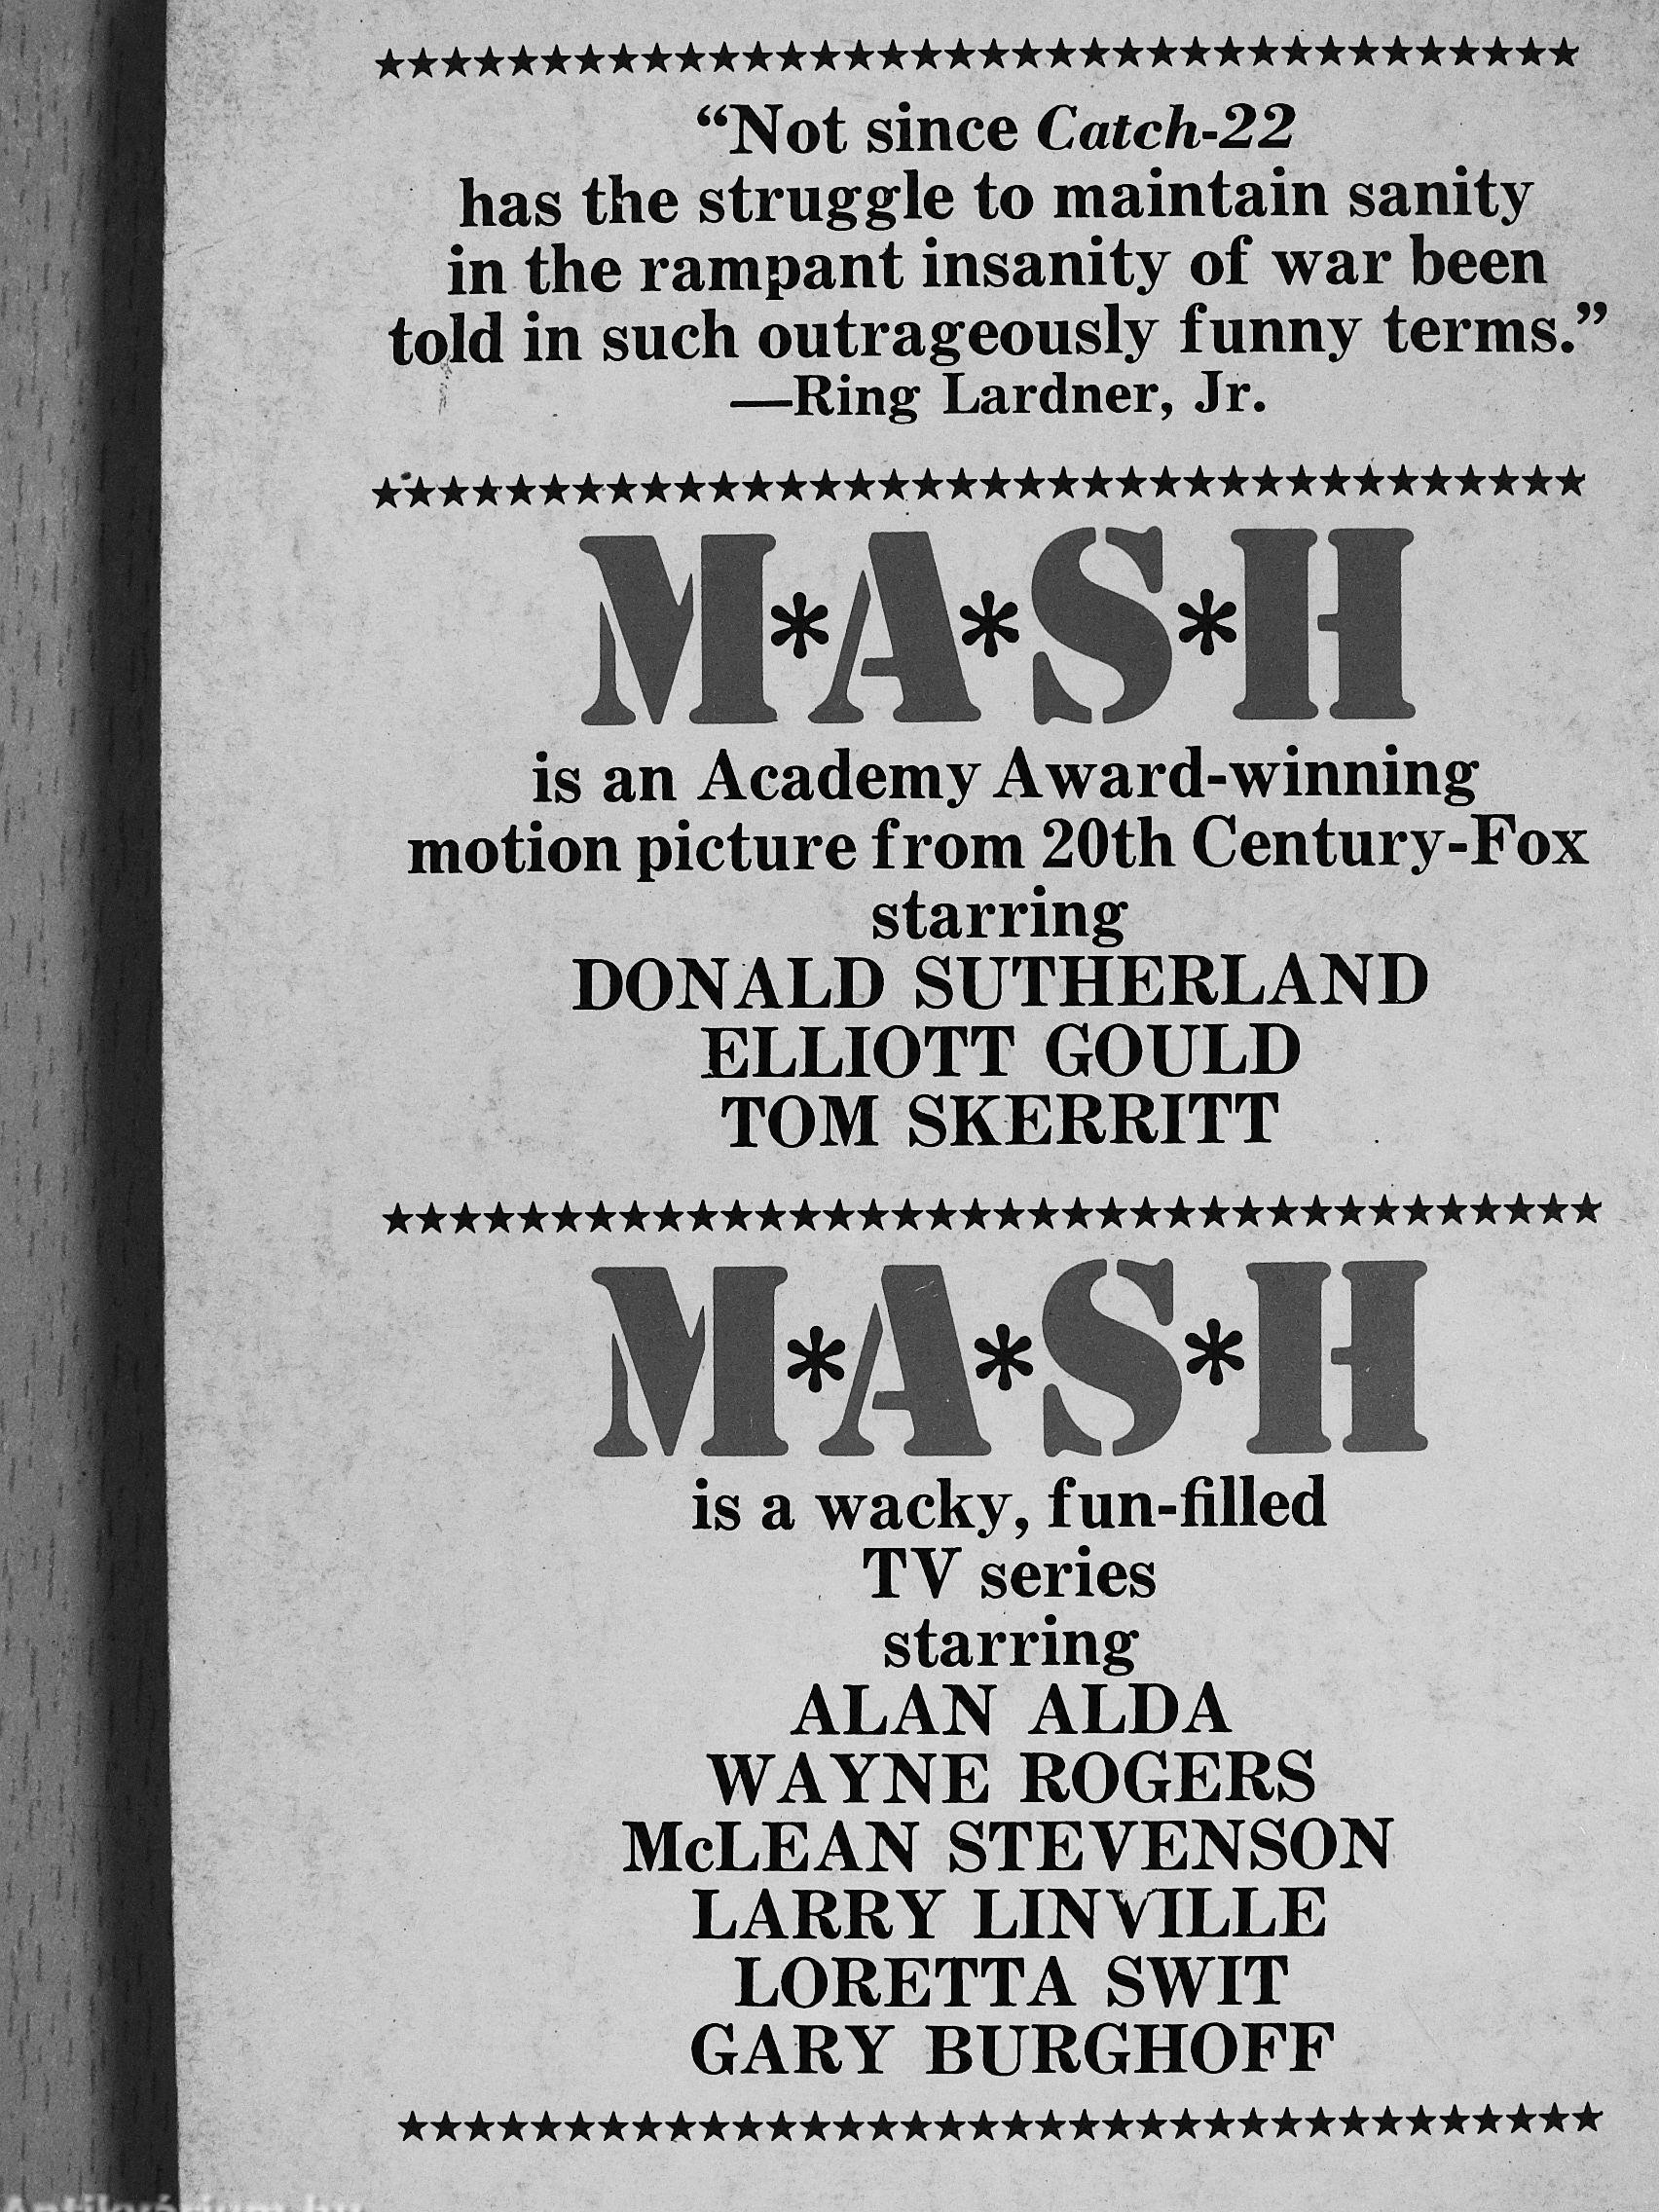 ★★★★★★★★★★★★★★★★★★★★★★★★★★★★★★★★★★★★
“Not since Catch-22
has the struggle to maintain sanity
in the rampant insanity of war been
told in such outrageously funny terms.”
—Ring Lardner, Jr.
★★★★★★★★★★★★★★★★★★★★★★★★★★★★★★★★★★★★
M*A*S*H
is an Academy Award-winning
motion picture from 20th Century-Fox
starring
DONALD SUTHERLAND
ELLIOTT GOULD
TOM SKERRITT
★★★★★★★★★★★★★★★★★★★★★★★★★★★★★★★★★★★★
M*A*S*H
is a wacky, fun-filled
TV series
starring
ALAN ALDA
WAYNE ROGERS
McLEAN STEVENSON
LARRY LINVILLE
LORETTA SWIT
GARY BURGHOFF
★★★★★★★★★★★★★★★★★★★★★★★★★★★★★★★★★★★★